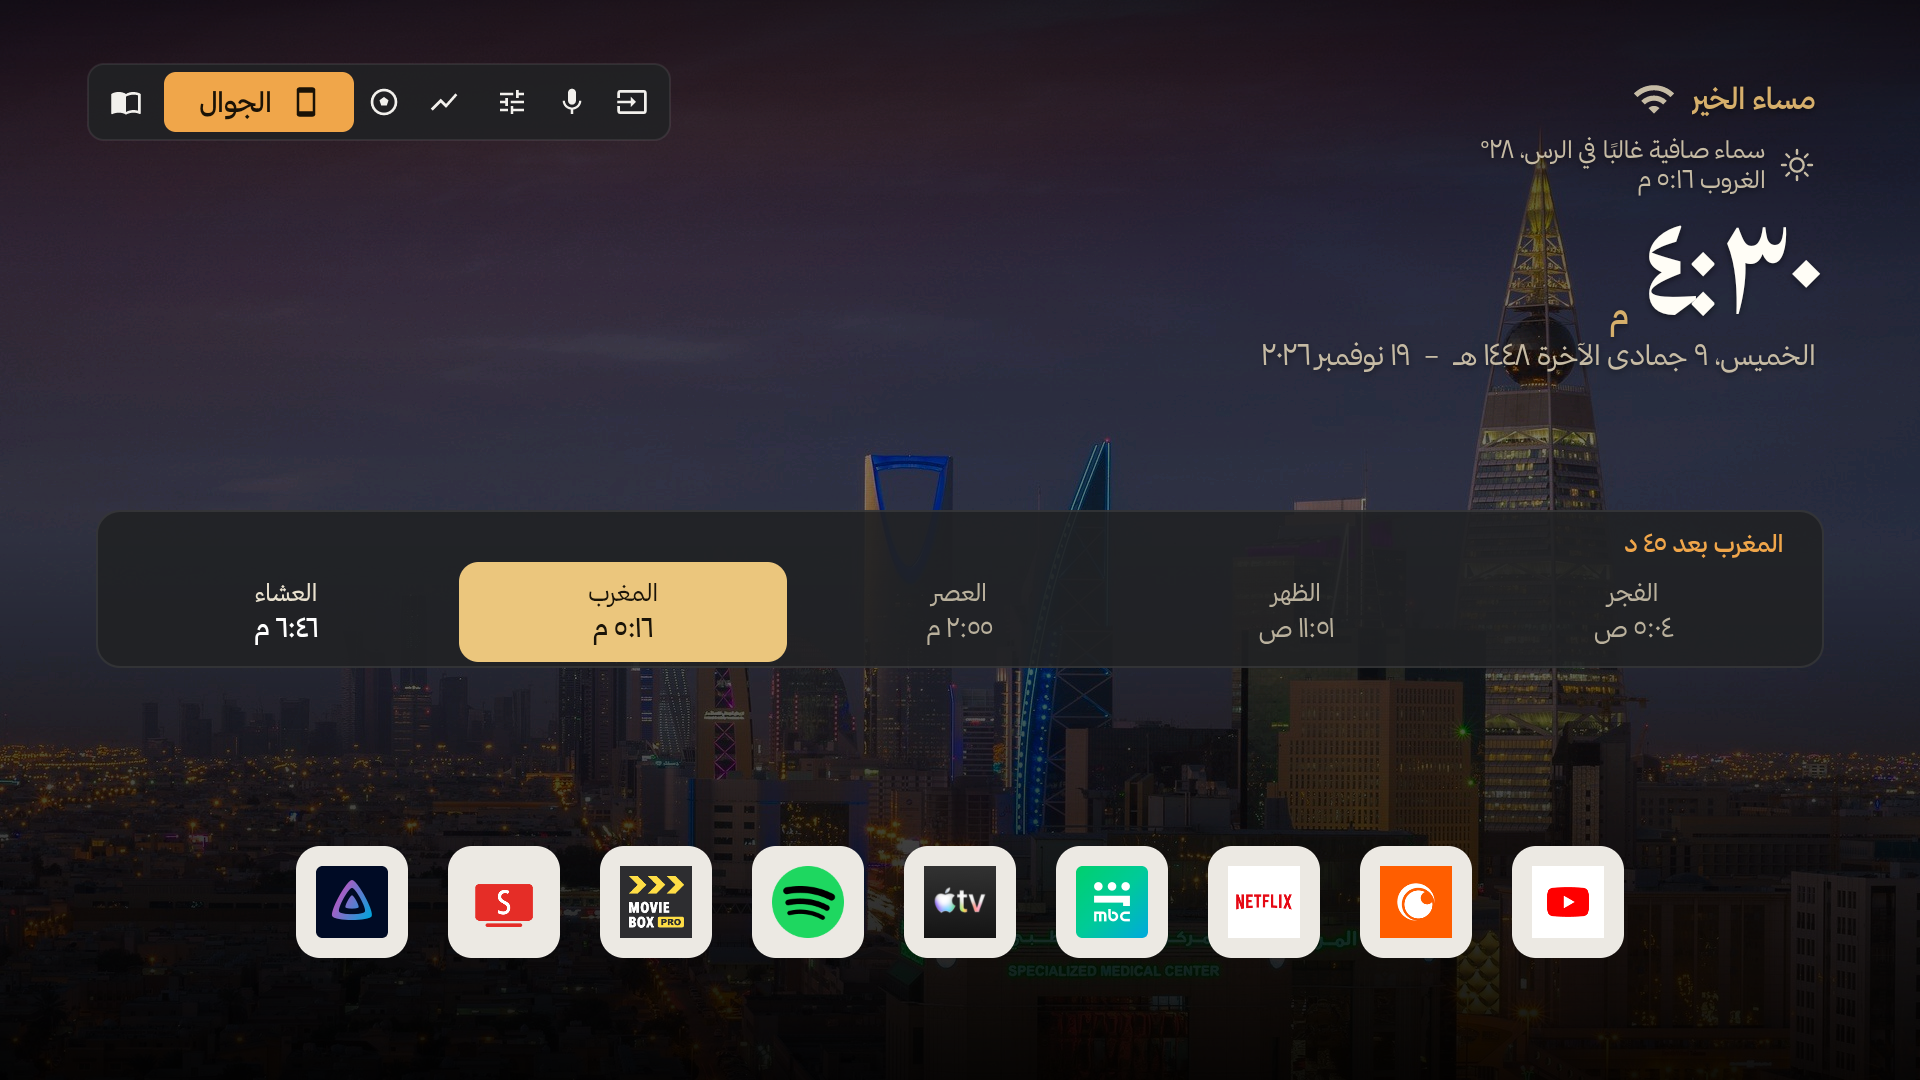 مساء الخير
سماء صافية غالبًا في الرس، ٢٨°
الغروب ٥:١٦ م
٤:٣٠ م
الخميس، ٩ جمادى الآخرة ١٤٤٨ هـ – ١٩ نوفمبر ٢٠٢٦
الجوال
المغرب بعد ٤٥ د
الفجر
٥:٠٤ ص
الظهر
١١:٥١ ص
العصر
٢:٥٥ م
المغرب
٥:١٦ م
العشاء
٦:٤٦ م
NETFLIX
mbc
tv
MOVIE
BOX PRO
S
SPECIALIZED MEDICAL CENTER